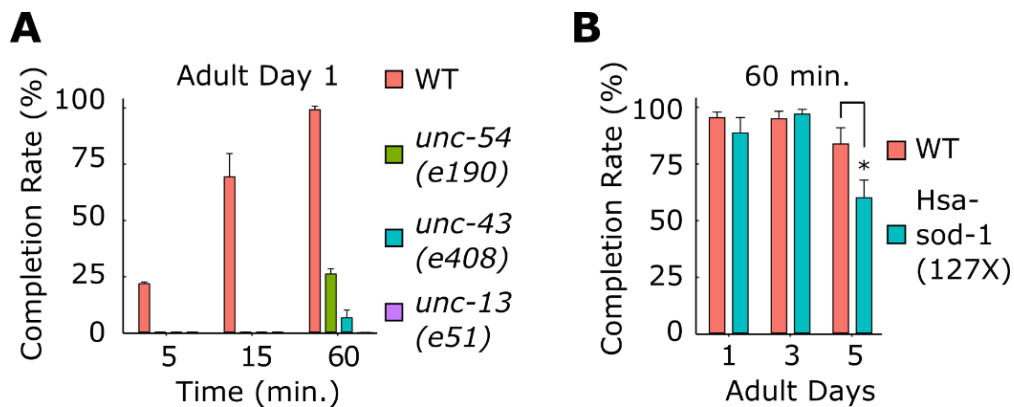 A
Adult Day 1
Completion Rate (%)
100
75
50
25
0
5 15 60
Time (min.)
WT
unc-54
(e190)
unc-43
(e408)
unc-13
(e51)
B
60 min.
Completion Rate (%)
100
75
50
25
0
*
1 3 5
Adult Days
WT
Hsa-
sod-1
(127X)